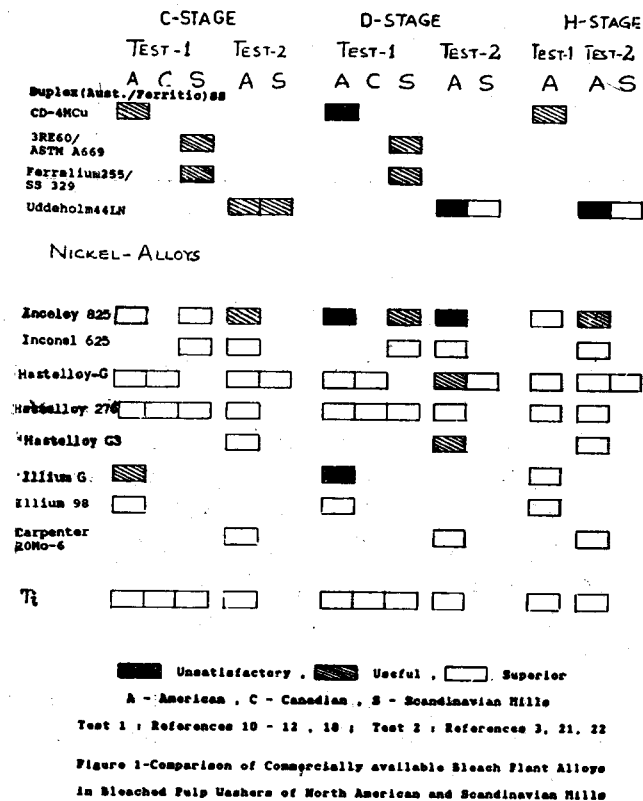 C-STAGE D-STAGE H-STAGE
TEST-1 TEST-2 TEST-1 TEST-2 TEST-1 TEST-2
A C S A S A C S A S A A S
Duplex(Aust./Ferritic)SS
CD-4MCu
3RE60/
ASTM A669
Ferralium255/
SS 329
Uddeholm44LN
NICKEL-ALLOYS
Incoloy 825
Inconel 625
Hastelloy-G
Hastelloy 276
Hastelloy G3
Illium G
Illium 98
Carpenter
20Mo-6
Ti
Unsatisfactory , Useful , Superior
A - American , C - Canadian , S - Scandinavian Mills
Test 1 : References 10 - 12 , 18 ; Test 2 : References 3, 21, 22
Figure 1-Comparison of Commercially available Bleach Plant Alloys
in Bleached Pulp Washers of North American and Scandinavian Mills